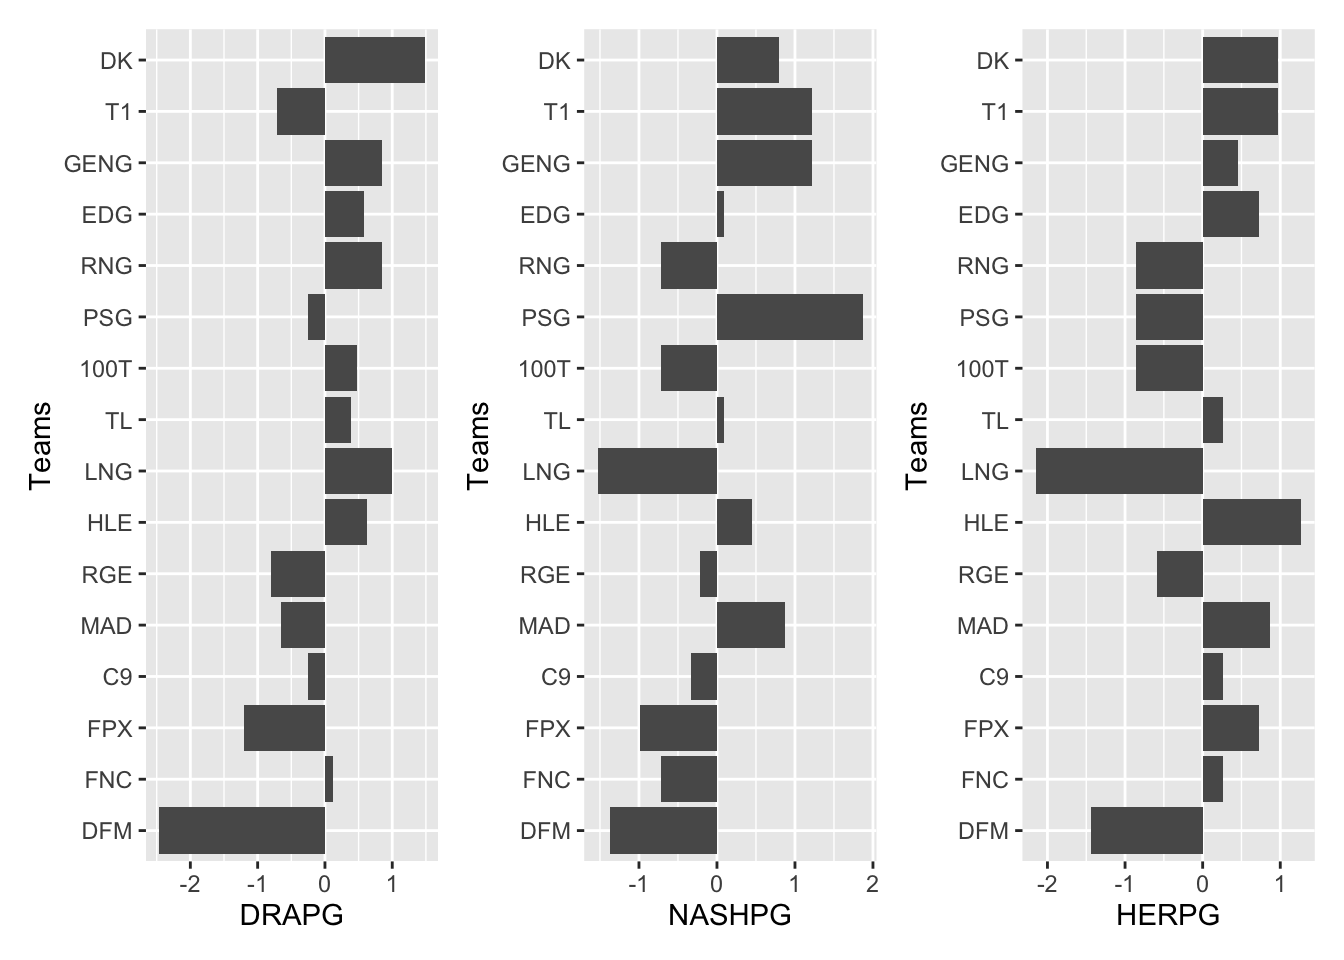 DK
T1
GENG
EDG
RNG
PSG
100T
TL
LNG
HLE
RGE
MAD
C9
FPX
FNC
DFM
Teams
-2 -1 0 1
DRAPG
DK
T1
GENG
EDG
RNG
PSG
100T
TL
LNG
HLE
RGE
MAD
C9
FPX
FNC
DFM
Teams
-1 0 1 2
NASHPG
DK
T1
GENG
EDG
RNG
PSG
100T
TL
LNG
HLE
RGE
MAD
C9
FPX
FNC
DFM
Teams
-2 -1 0 1
HERPG